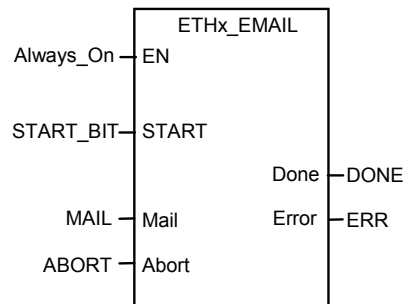 ETHx_EMAIL
Always_On EN
START_BIT START
Done DONE
MAIL Mail Error ERR
ABORT Abort